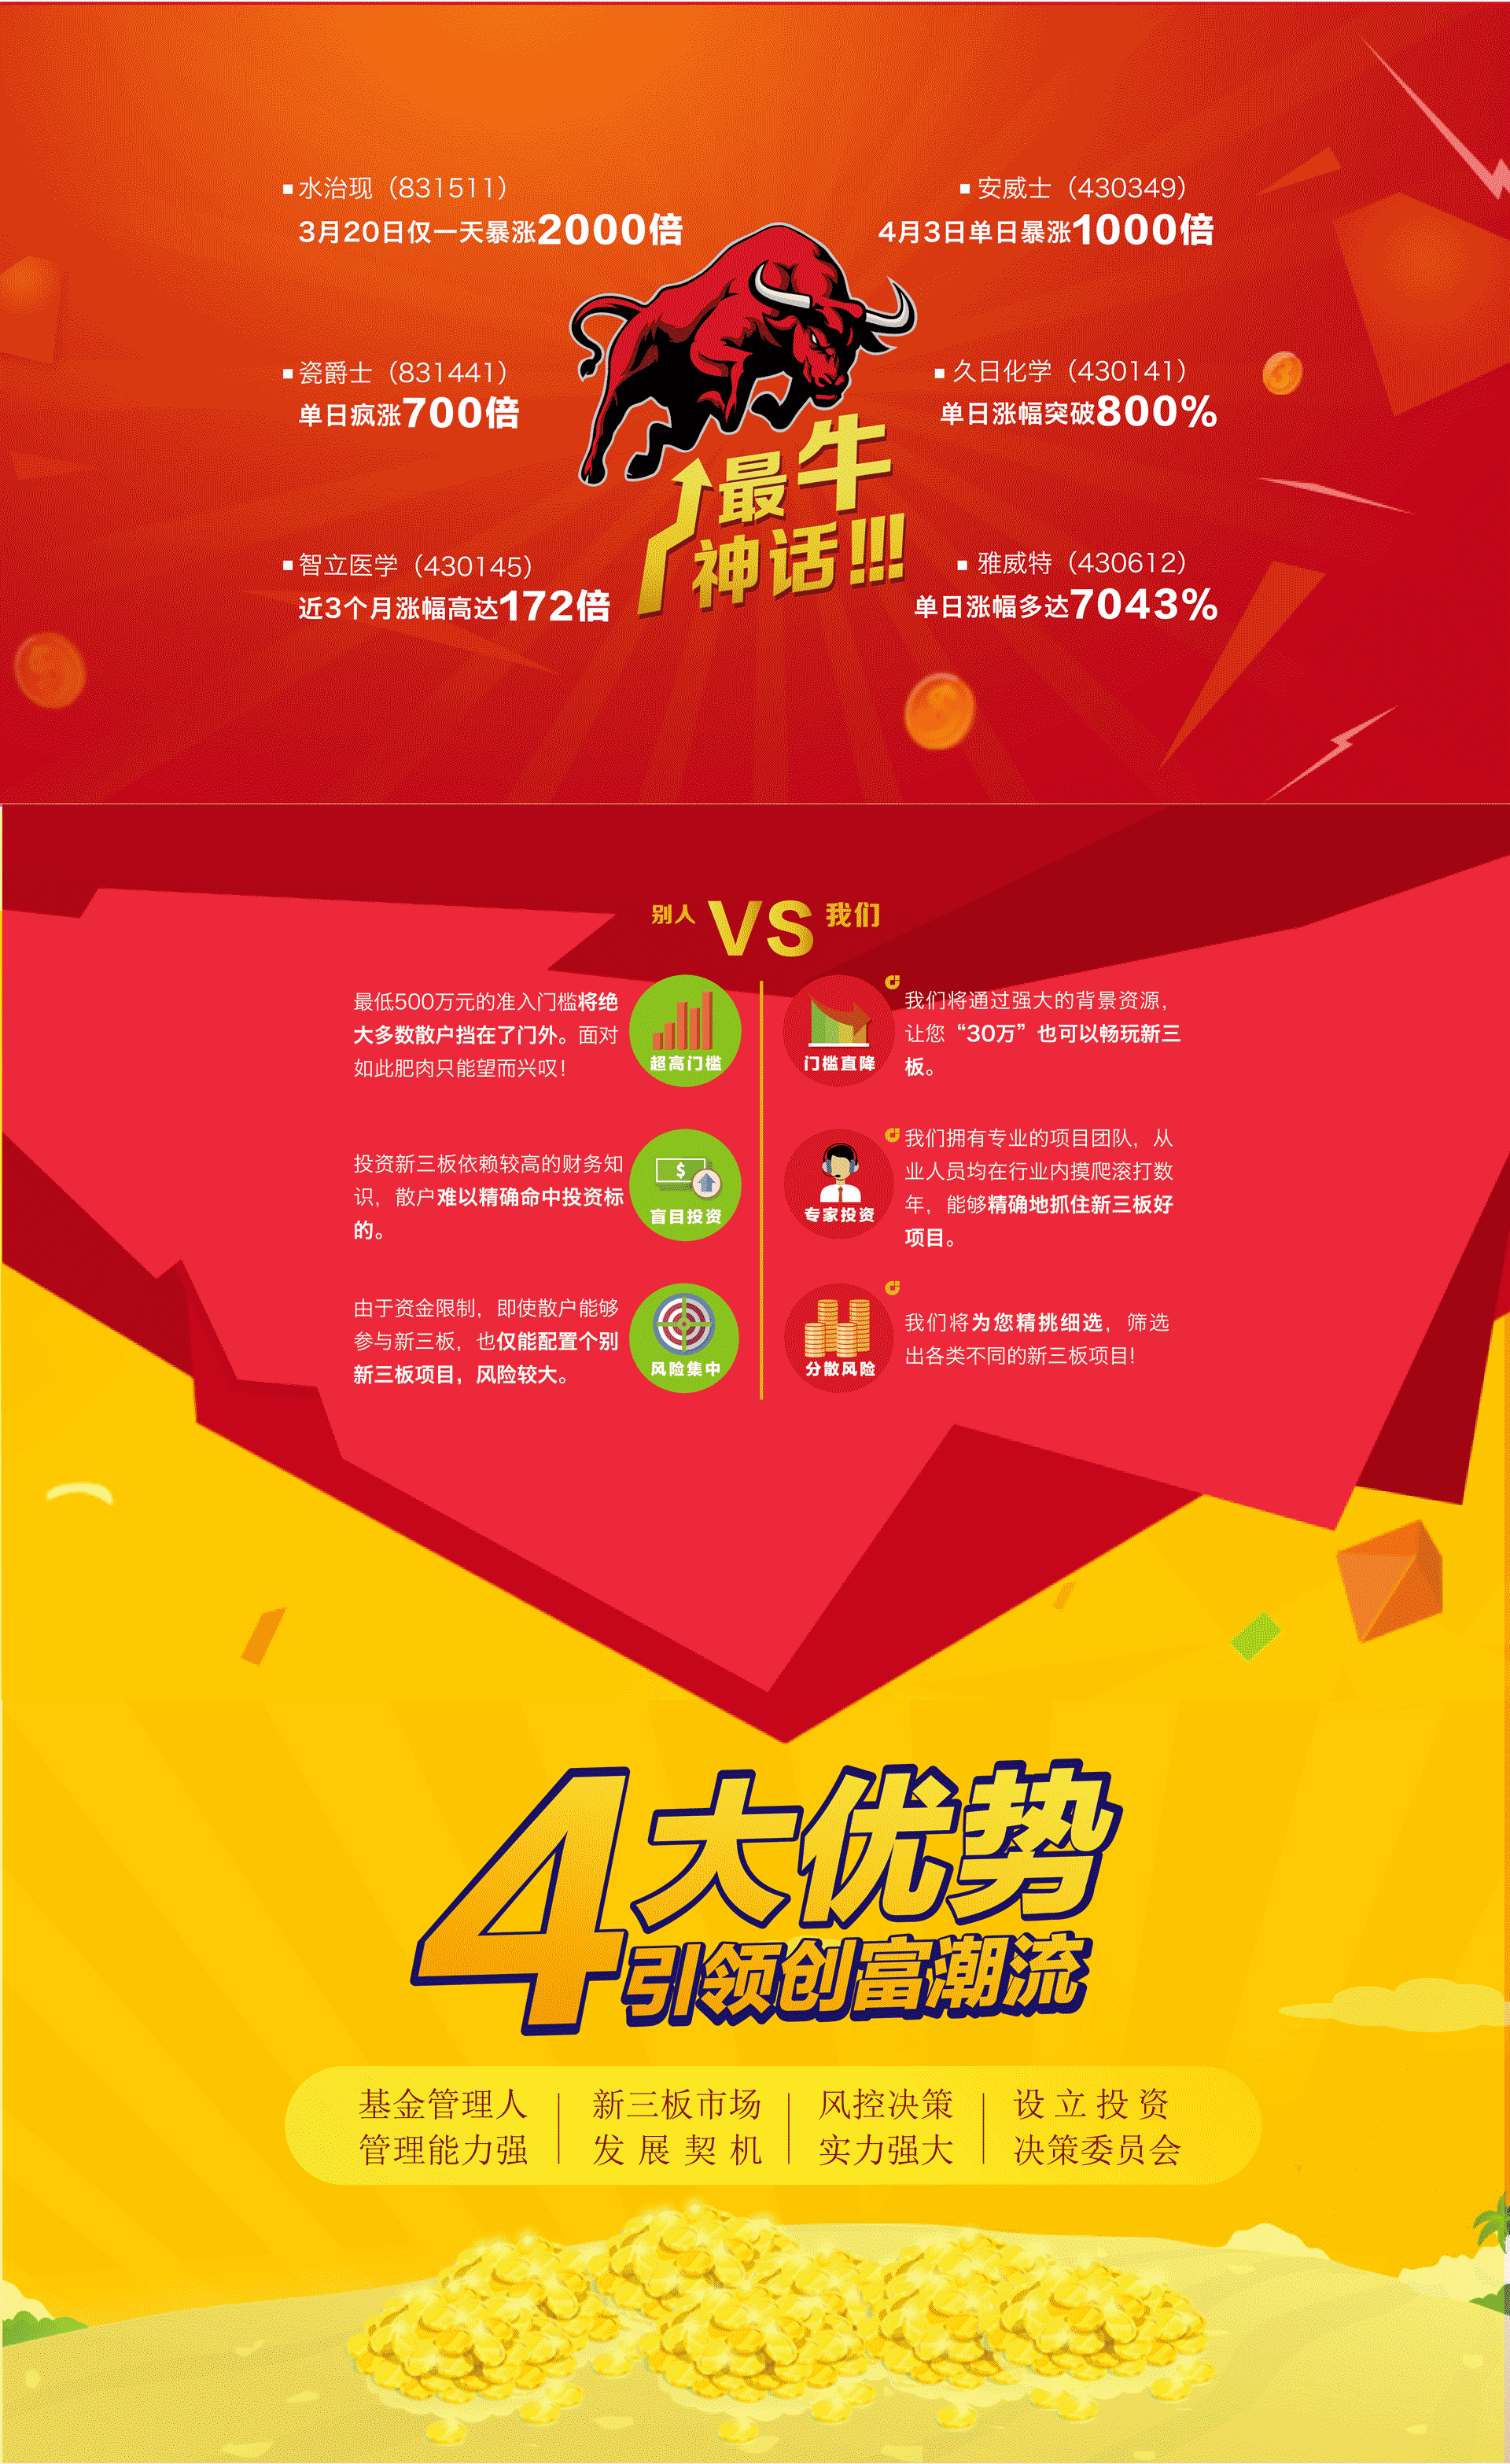 水治现（831511）
3月20日仅一天暴涨2000倍
安威士（430349）
4月3日单日暴涨1000倍
瓷爵士（831441）
单日疯涨700倍
久日化学（430141）
单日涨幅突破800%
最牛
神话!!!
智立医学（430145）
近3个月涨幅高达172倍
雅威特（430612）
单日涨幅多达7043%
别人 VS 我们
最低500万元的准入门槛将绝
大多数散户挡在了门外。面对
如此肥肉只能望而兴叹！
超高门槛
门槛直降
我们将通过强大的背景资源，
让您“30万”也可以畅玩新三
板。
投资新三板依赖较高的财务知
识，散户难以精确命中投资标
的。
$
盲目投资
专家投资
我们拥有专业的项目团队，从
业人员均在行业内摸爬滚打数
年，能够精确地抓住新三板好
项目。
由于资金限制，即使散户能够
参与新三板，也仅能配置个别
新三板项目，风险较大。
风险集中
分散风险
我们将为您精挑细选，筛选
出各类不同的新三板项目!
4大优势
引领创富潮流
基金管理人
管理能力强
新三板市场
发展契机
风控决策
实力强大
设立投资
决策委员会